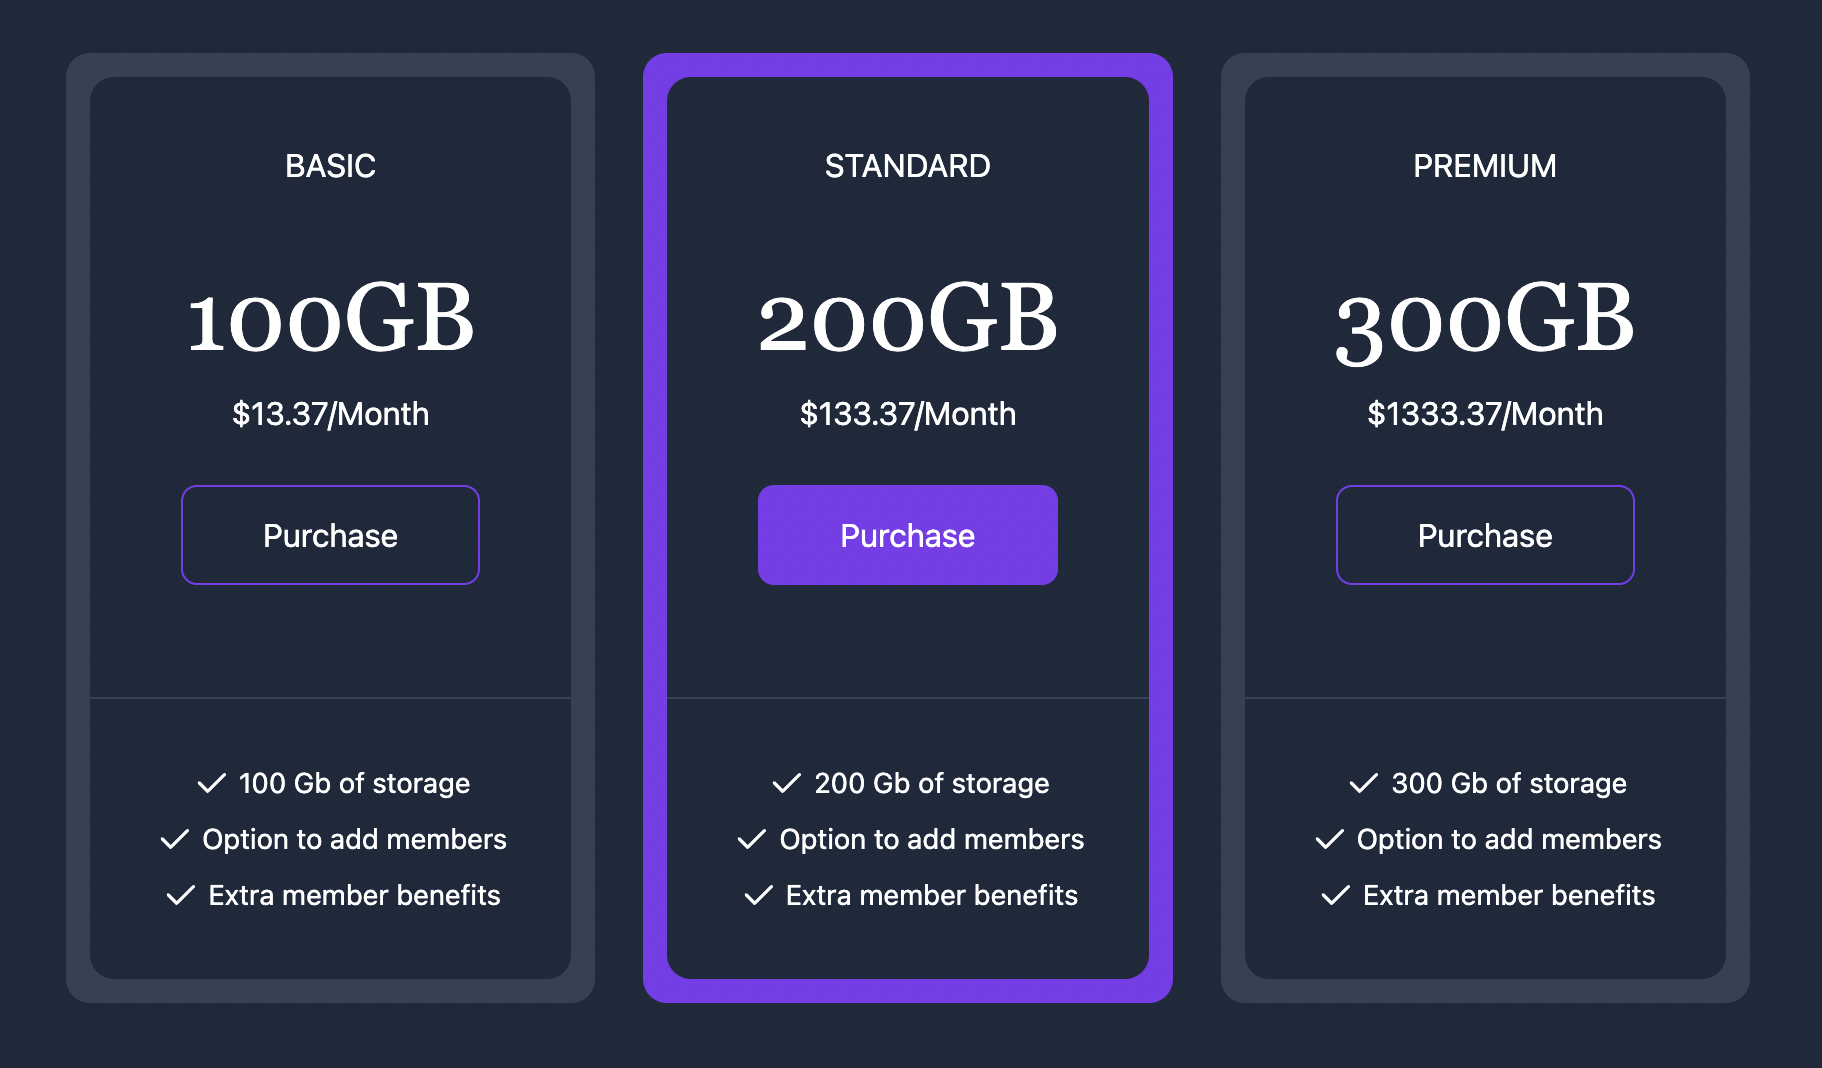 BASIC
100GB
$13.37/Month
Purchase
100 Gb of storage
Option to add members
Extra member benefits
STANDARD
200GB
$133.37/Month
Purchase
200 Gb of storage
Option to add members
Extra member benefits
PREMIUM
300GB
$1333.37/Month
Purchase
300 Gb of storage
Option to add members
Extra member benefits